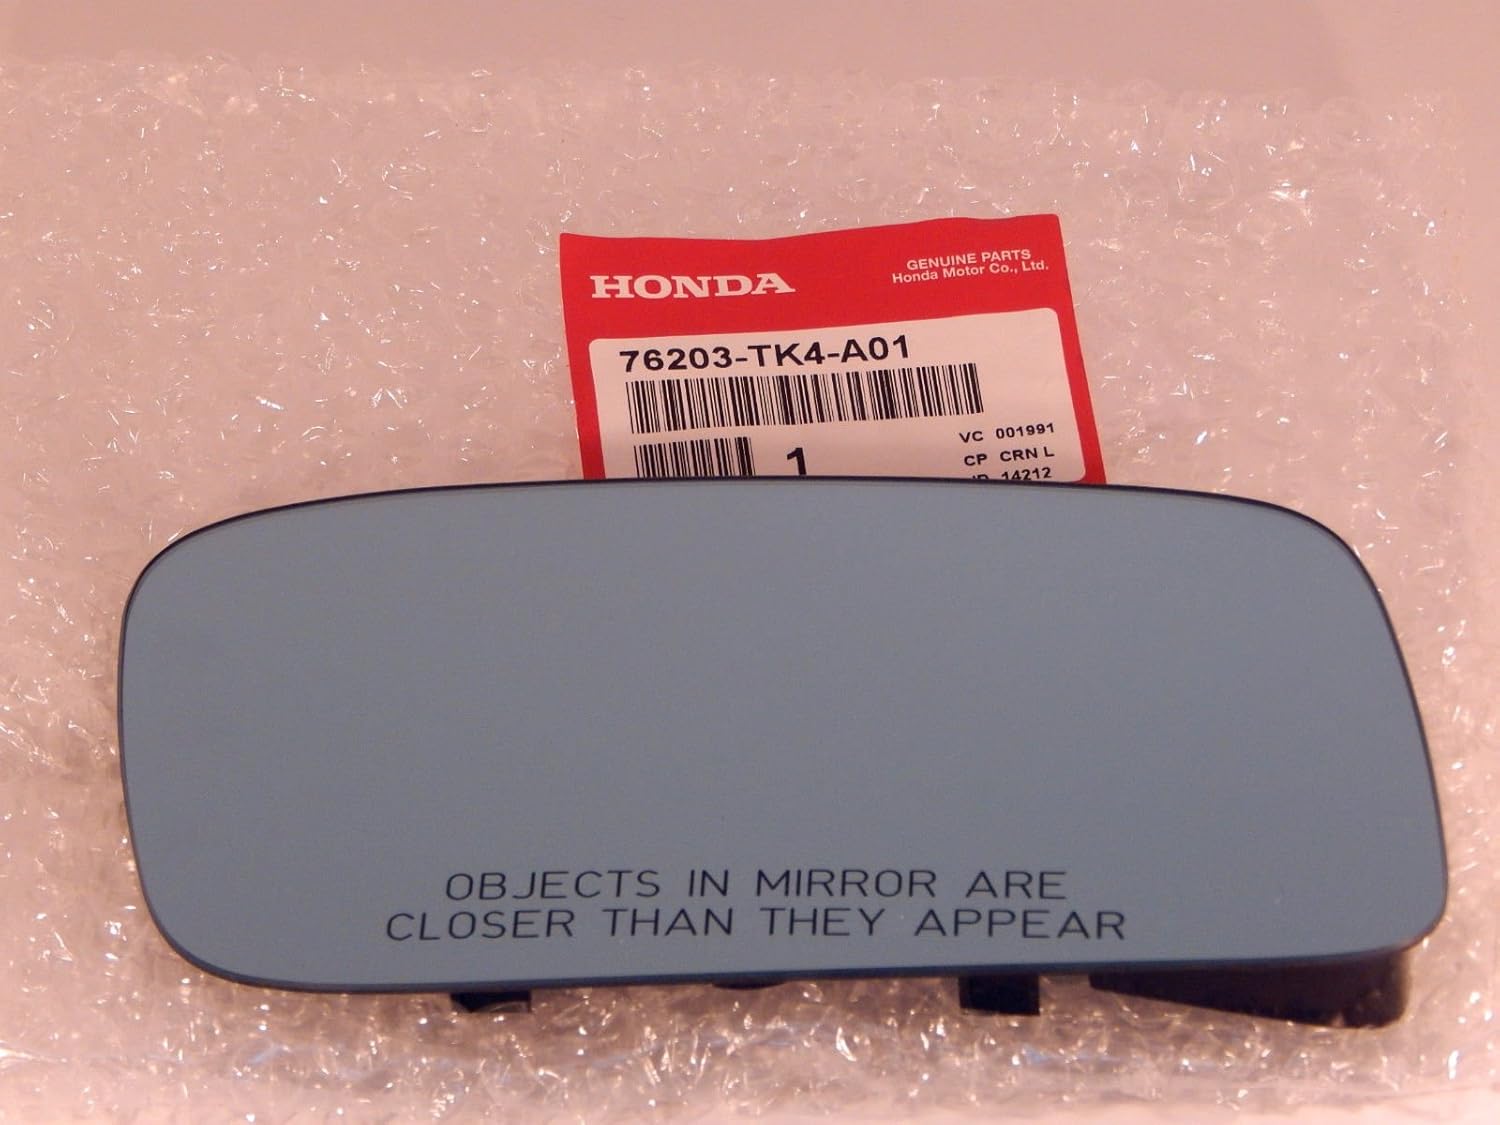 HONDA
GENUINE PARTS
Honda Motor Co., Ltd.
76203-TK4-A01
VC 001991
1
CP CRN L
14212
OBJECTS IN MIRROR ARE
CLOSER THAN THEY APPEAR